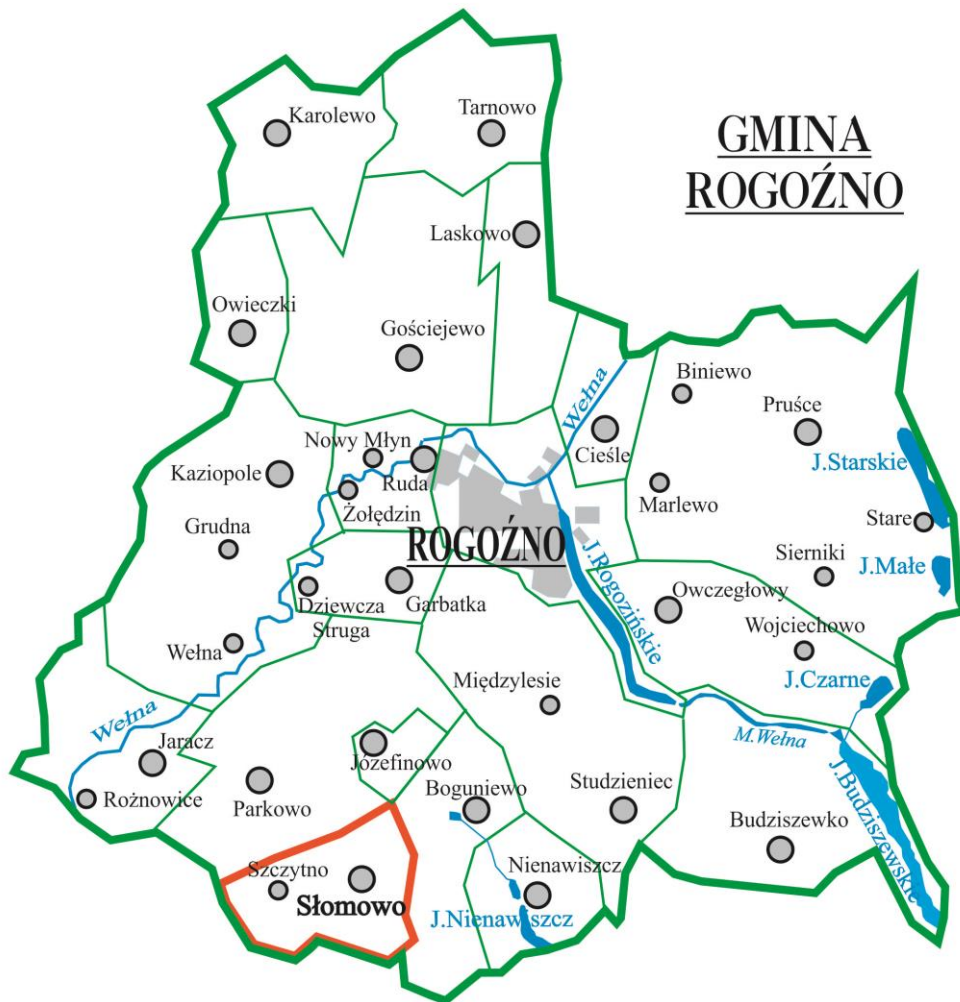 Karolewo
Tarnowo
GMINA
ROGOŹNO
Laskowo
Owieczki
Gościejewo
Wełna
Biniewo
Pruśce
Nowy Młyn
Cieśle
J.Starskie
Kaziopole
Ruda
Żołędzin
Marlewo
Stare
Grudna
ROGOŹNO
J.Rogozińskie
Sierniki
J.Małe
Dziewcza
Struga
Garbatka
Owczegłowy
Wojciechowo
Wełna
J.Czarne
Międzylesie
Wełna
M.Wełna
Jaracz
Józefinowo
Rożnowice
Parkowo
Boguniewo
Studzieniec
J.Budziszewskie
Budziszewko
Szczytno
Słomowo
Nienawiszcz
J.Nienawiszcz